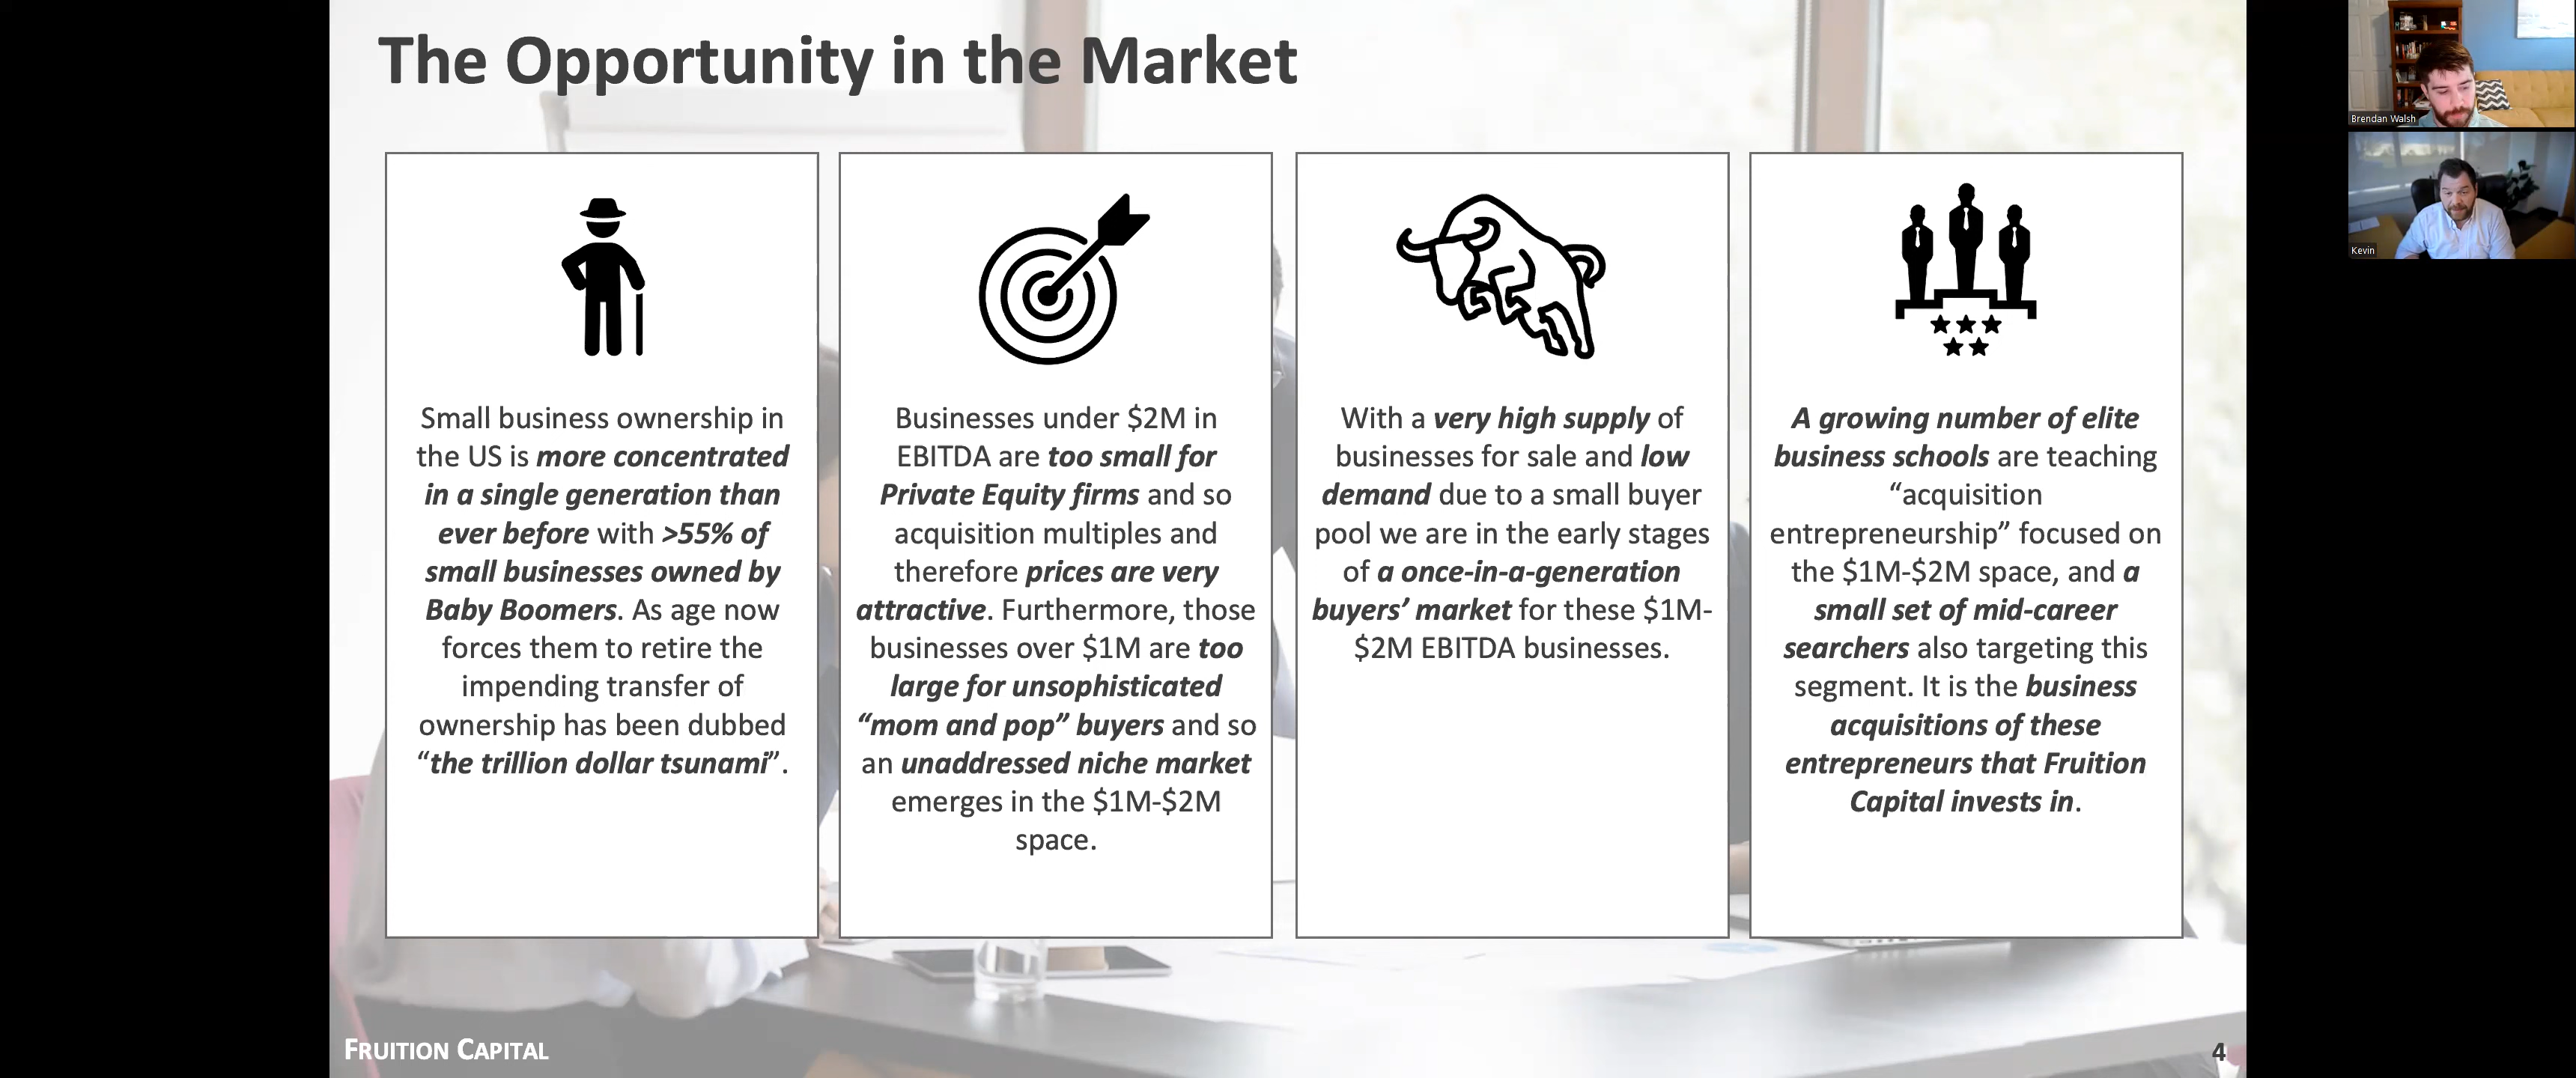 The Opportunity in the Market
Small business ownership in
the US is more concentrated
in a single generation than
ever before with >55% of
small businesses owned by
Baby Boomers. As age now
forces them to retire the
impending transfer of
ownership has been dubbed
“the trillion dollar tsunami”.
Businesses under $2M in
EBITDA are too small for
Private Equity firms and so
acquisition multiples and
therefore prices are very
attractive. Furthermore, those
businesses over $1M are too
large for unsophisticated
“mom and pop” buyers and so
an unaddressed niche market
emerges in the $1M-$2M
space.
With a very high supply of
businesses for sale and low
demand due to a small buyer
pool we are in the early stages
of a once-in-a-generation
buyers’ market for these $1M-
$2M EBITDA businesses.
A growing number of elite
business schools are teaching
“acquisition
entrepreneurship” focused on
the $1M-$2M space, and a
small set of mid-career
searchers also targeting this
segment. It is the business
acquisitions of these
entrepreneurs that Fruition
Capital invests in.
FRUITION CAPITAL
4
Brendan Walsh
Kevin